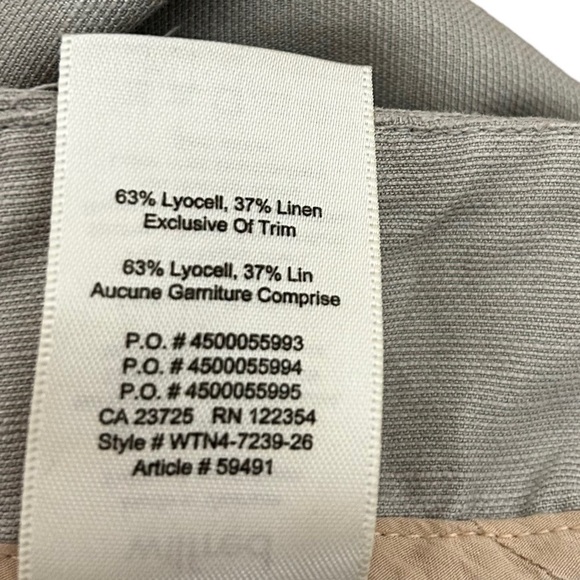 63% Lyocell, 37% Linen
Exclusive Of Trim
63% Lyocell, 37% Lin
Aucune Garniture Comprise
P.O. # 4500055993
P.O. # 4500055994
P.O. # 4500055995
CA 23725 RN 122354
Style # WTN4-7239-26
Article # 59491